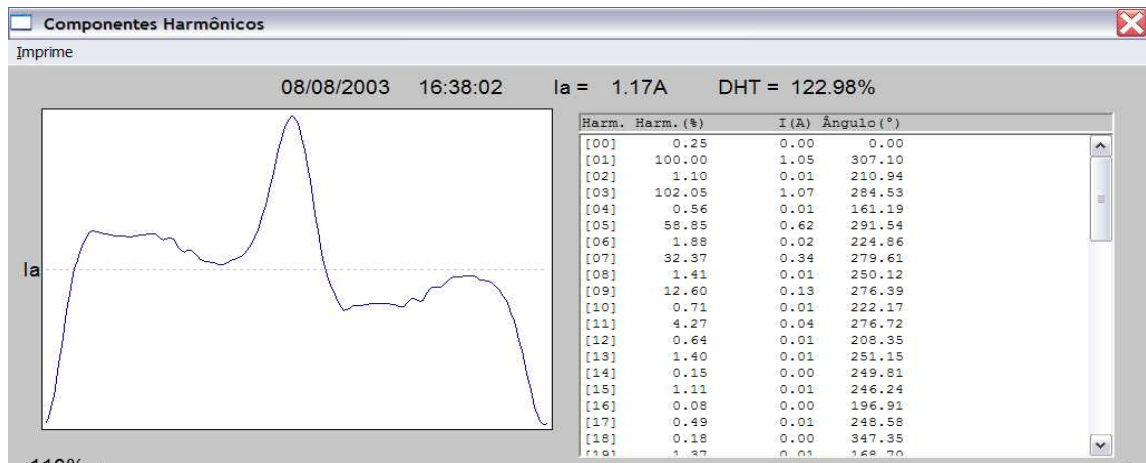 Componentes Harmônicos
Imprime
08/08/2003 16:38:02 Ia = 1.17A DHT = 122.98%
Harm. Harm.(%) I(A) Ângulo(°)
[00] 0.25 0.00 0.00
[01] 100.00 1.05 307.10
[02] 1.10 0.01 210.94
[03] 102.05 1.07 284.53
[04] 0.56 0.01 161.19
[05] 58.85 0.62 291.54
[06] 1.88 0.02 224.86
Ia
[07] 32.37 0.34 279.61
[08] 1.41 0.01 250.12
[09] 12.60 0.13 276.39
[10] 0.71 0.01 222.17
[11] 4.27 0.04 276.72
[12] 0.64 0.01 208.35
[13] 1.40 0.01 251.15
[14] 0.15 0.00 249.81
[15] 1.11 0.01 246.24
[16] 0.08 0.00 196.91
[17] 0.49 0.01 248.58
[18] 0.18 0.00 347.35
[19] 1.37 0.01 168.70